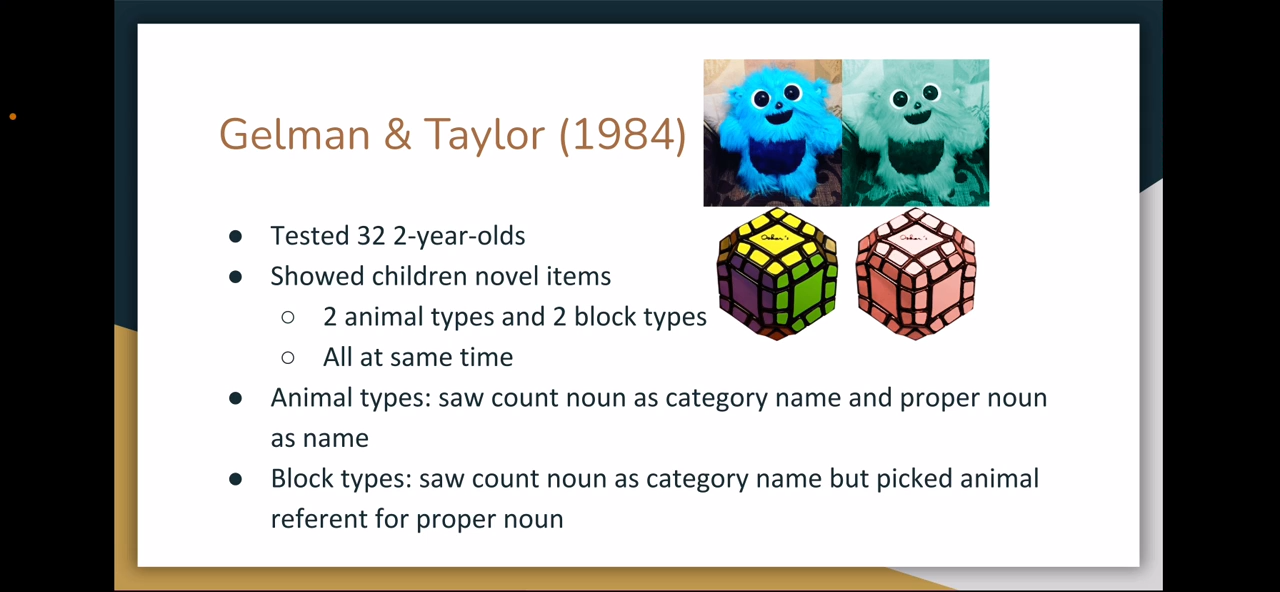 Gelman & Taylor (1984)
● Tested 32 2-year-olds
● Showed children novel items
○ 2 animal types and 2 block types
○ All at same time
● Animal types: saw count noun as category name and proper noun
as name
● Block types: saw count noun as category name but picked animal
referent for proper noun